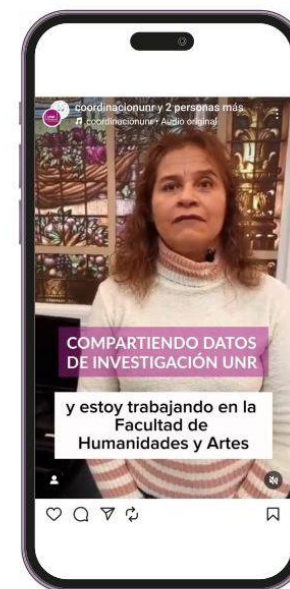 coordinacionunr y 2 personas más
coordinacionunr • Audio original
COMPARTIENDO DATOS
DE INVESTIGACIÓN UNR
y estoy trabajando en la
Facultad de
Humanidades y Artes